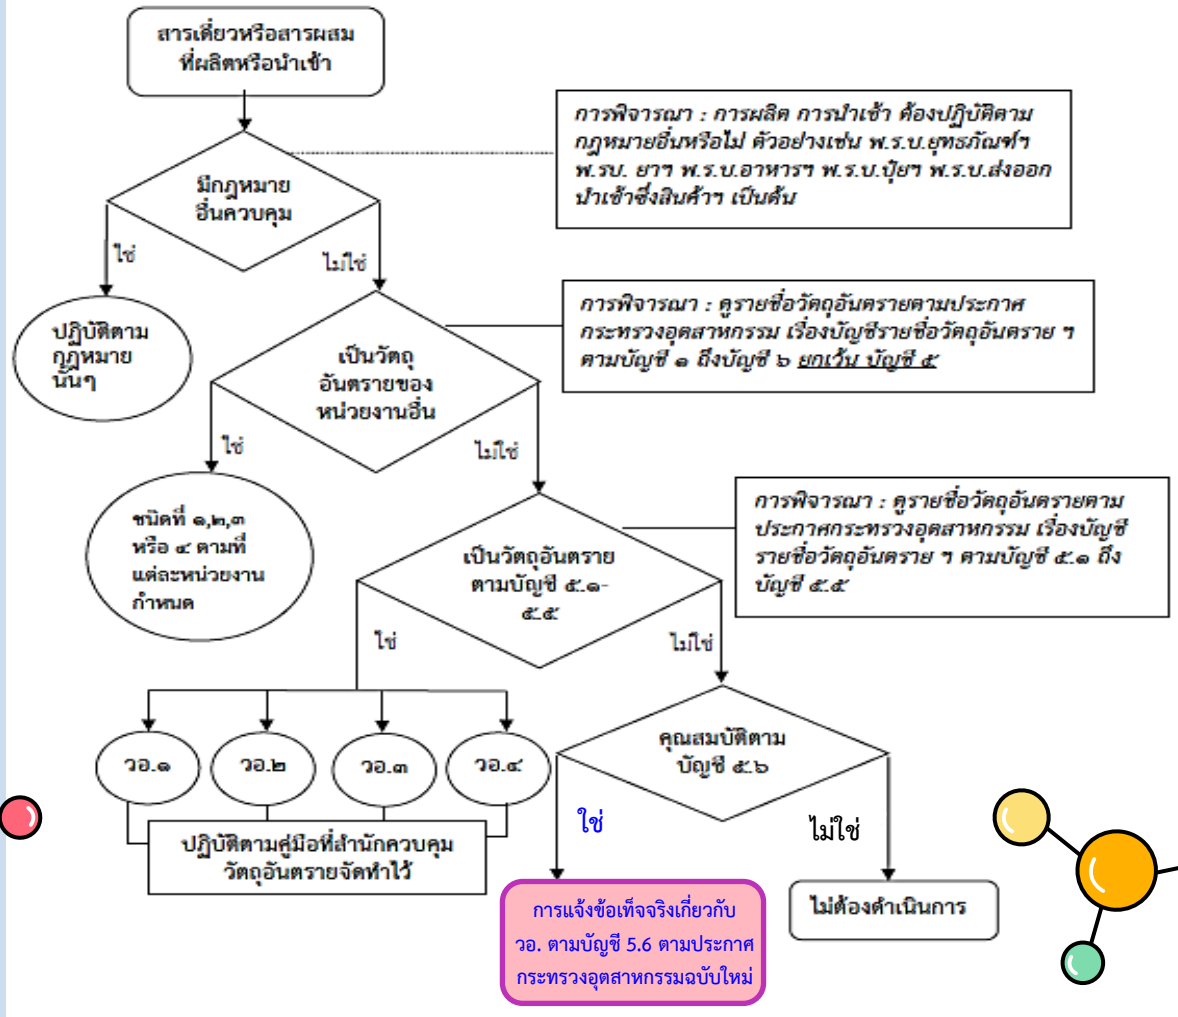 สารเดี่ยวหรือสารผสม
ที่ผลิตหรือนำเข้า
การพิจารณา : การผลิต การนำเข้า ต้องปฏิบัติตาม
กฎหมายอื่นหรือไม่ ตัวอย่างเช่น พ.ร.บ.ยุทธภัณฑ์ฯ
พ.รบ. ยาฯ พ.ร.บ.อาหารฯ พ.ร.บ.ปุ๋ยฯ พ.ร.บ.ส่งออก
นำเข้าซึ่งสินค้าฯ เป็นต้น
มีกฎหมาย
อื่นควบคุม
ใช่
ไม่ใช่
ปฏิบัติตาม
กฎหมาย
นั้นๆ
การพิจารณา : ดูรายชื่อวัตถุอันตรายตามประกาศ
กระทรวงอุตสาหกรรม เรื่องบัญชีรายชื่อวัตถุอันตราย ฯ
ตามบัญชี ๑ ถึงบัญชี ๖ ยกเว้น บัญชี ๕
เป็นวัตถุ
อันตรายของ
หน่วยงานอื่น
ใช่
ไม่ใช่
ชนิดที่ ๑,๒,๓
หรือ ๔ ตามที่
แต่ละหน่วยงาน
กำหนด
การพิจารณา : ดูรายชื่อวัตถุอันตรายตาม
ประกาศกระทรวงอุตสาหกรรม เรื่องบัญชี
รายชื่อวัตถุอันตราย ฯ ตามบัญชี ๕.๑ ถึง
บัญชี ๕.๕
เป็นวัตถุอันตราย
ตามบัญชี ๕.๑-
๕.๕
ใช่
ไม่ใช่
วอ.๑
วอ.๒
วอ.๓
วอ.๔
คุณสมบัติตาม
บัญชี ๕.๖
ปฏิบัติตามคู่มือที่สำนักควบคุม
วัตถุอันตรายจัดทำไว้
ใช่
ไม่ใช่
การแจ้งข้อเท็จจริงเกี่ยวกับ
วอ. ตามบัญชี 5.6 ตามประกาศ
กระทรวงอุตสาหกรรมฉบับใหม่
ไม่ต้องดำเนินการ